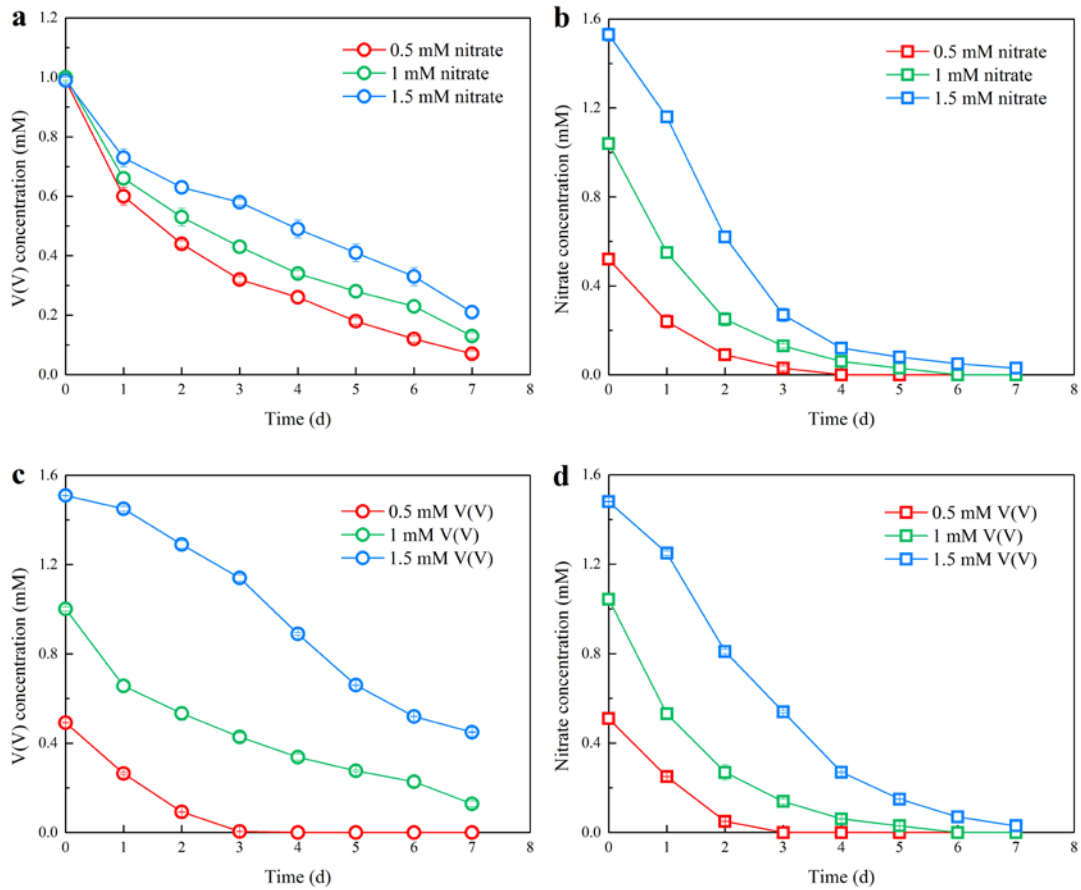 a
1.2
1.0
0.8
0.6
0.4
0.2
0.0
V(V) concentration (mM)
0.5 mM nitrate
1 mM nitrate
1.5 mM nitrate
0 1 2 3 4 5 6 7 8
Time (d)
b
1.6
1.2
0.8
0.4
0.0
Nitrate concentration (mM)
0.5 mM nitrate
1 mM nitrate
1.5 mM nitrate
0 1 2 3 4 5 6 7 8
Time (d)
c
1.6
1.2
0.8
0.4
0.0
V(V) concentration (mM)
0.5 mM V(V)
1 mM V(V)
1.5 mM V(V)
0 1 2 3 4 5 6 7 8
Time (d)
d
1.6
1.2
0.8
0.4
0.0
Nitrate concentration (mM)
0.5 mM V(V)
1 mM V(V)
1.5 mM V(V)
0 1 2 3 4 5 6 7 8
Time (d)